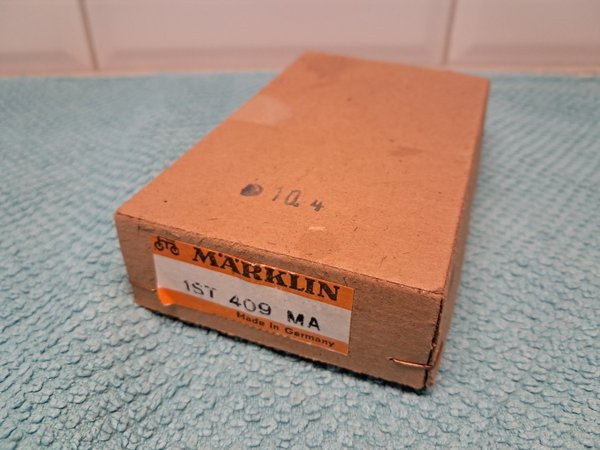 10.4
MÄRKLIN
1ST 409 MA
Made in Germany